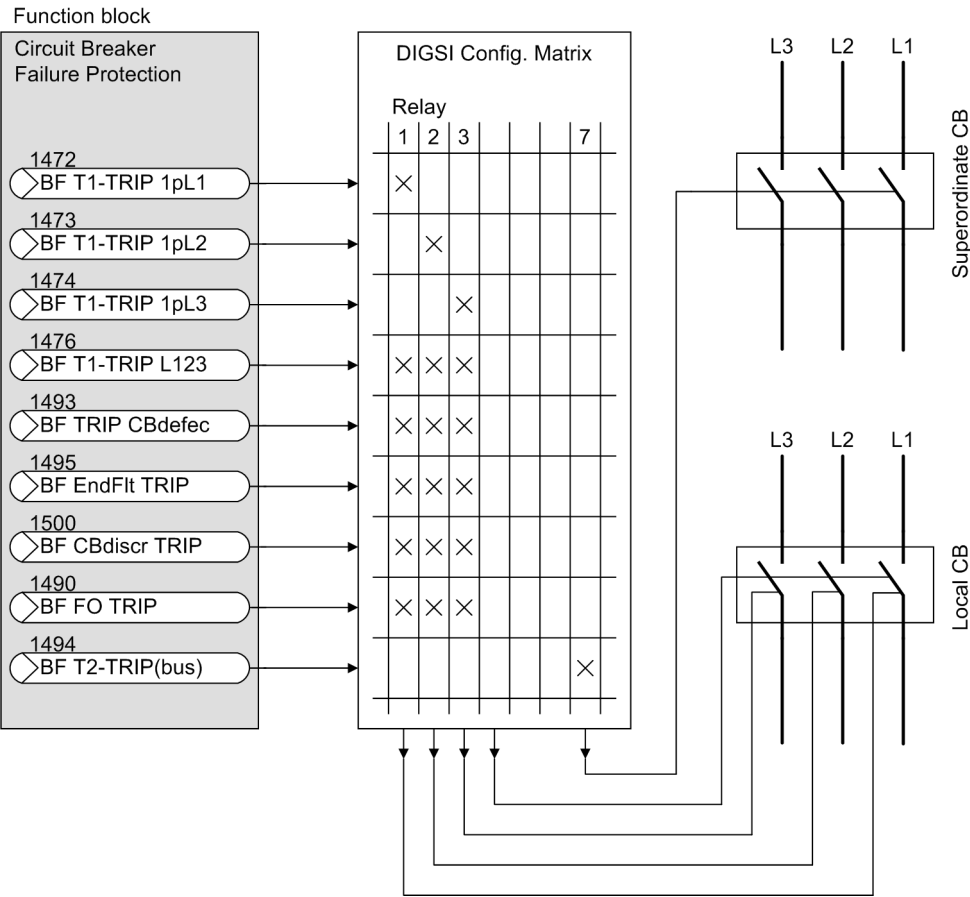 Function block
Circuit Breaker
Failure Protection
1472
BF T1-TRIP 1pL1
1473
BF T1-TRIP 1pL2
1474
BF T1-TRIP 1pL3
1476
BF T1-TRIP L123
1493
BF TRIP CBdefec
1495
BF EndFlt TRIP
1500
BF CBdiscr TRIP
1490
BF FO TRIP
1494
BF T2-TRIP(bus)
DIGSI Config. Matrix
Relay
1 2 3 7
L3 L2 L1
Superordinate CB
L3 L2 L1
Local CB